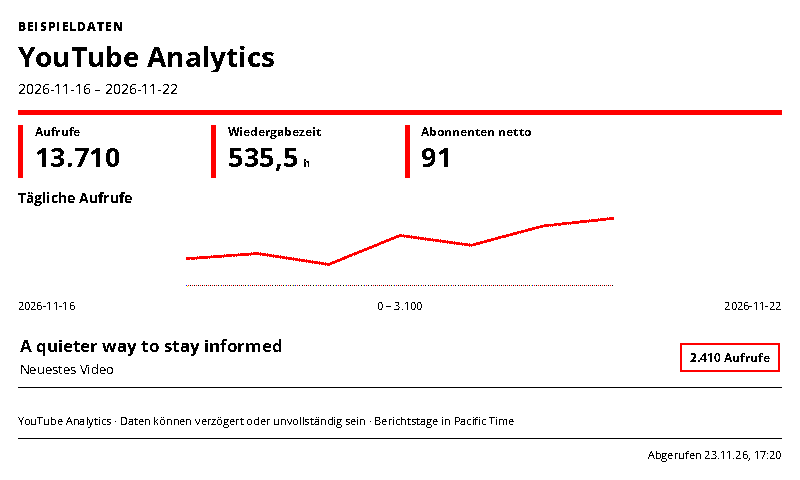 BEISPIELDATEN
YouTube Analytics
2026-11-16 – 2026-11-22
Aufrufe
13.710
Wiedergabezeit
535,5 h
Abonnenten netto
91
Tägliche Aufrufe
2026-11-16
0 – 3.100
2026-11-22
A quieter way to stay informed
Neuestes Video
2.410 Aufrufe
YouTube Analytics · Daten können verzögert oder unvollständig sein · Berichtstage in Pacific Time
Abgerufen 23.11.26, 17:20